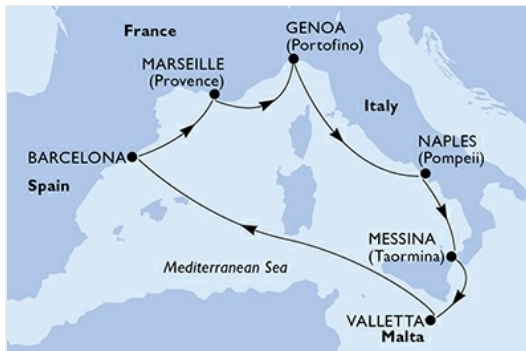 France
GENOA
(Portofino)
MARSEILLE
(Provence)
Italy
NAPLES
(Pompeii)
BARCELONA
Spain
MESSINA
(Taormina)
Mediterranean Sea
VALLETTA
Malta